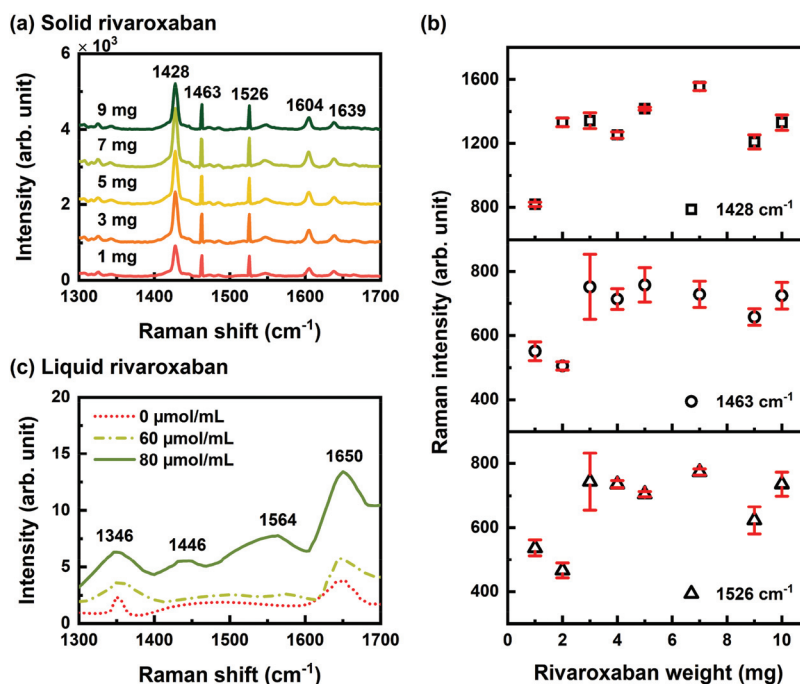 (a) Solid rivaroxaban
× 10³
6
4
2
0
Intensity (arb. unit)
1428
1463
1526
1604
1639
9 mg
7 mg
5 mg
3 mg
1 mg
1300 1400 1500 1600 1700
Raman shift (cm⁻¹)
(c) Liquid rivaroxaban
20
15
10
5
0
Intensity (arb. unit)
0 μmol/mL
60 μmol/mL
80 μmol/mL
1346
1446
1564
1650
1300 1400 1500 1600 1700
Raman shift (cm⁻¹)
(b)
Raman intensity (arb. unit)
1600
1200
800
1428 cm⁻¹
800
600
400
1463 cm⁻¹
800
600
400
1526 cm⁻¹
0 2 4 6 8 10
Rivaroxaban weight (mg)